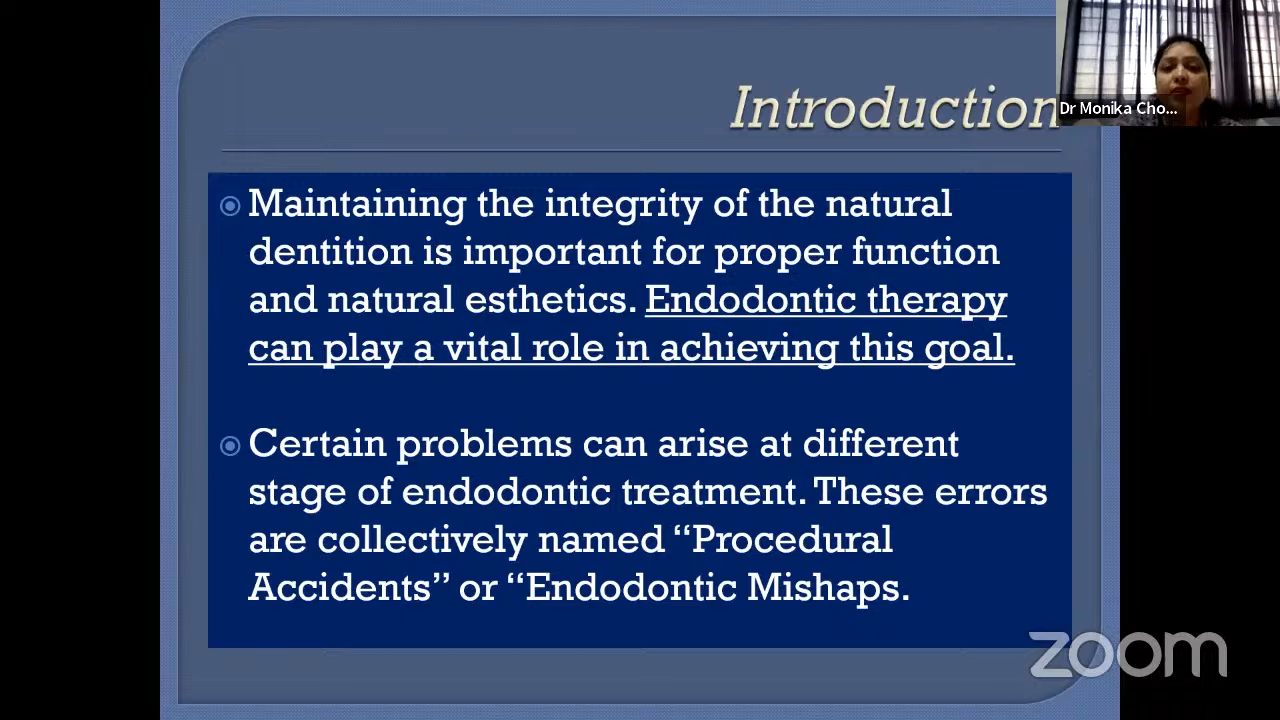 Introduction
Dr Monika Cho...
Maintaining the integrity of the natural
dentition is important for proper function
and natural esthetics. Endodontic therapy
can play a vital role in achieving this goal.
Certain problems can arise at different
stage of endodontic treatment. These errors
are collectively named “Procedural
Accidents” or “Endodontic Mishaps.
zoom